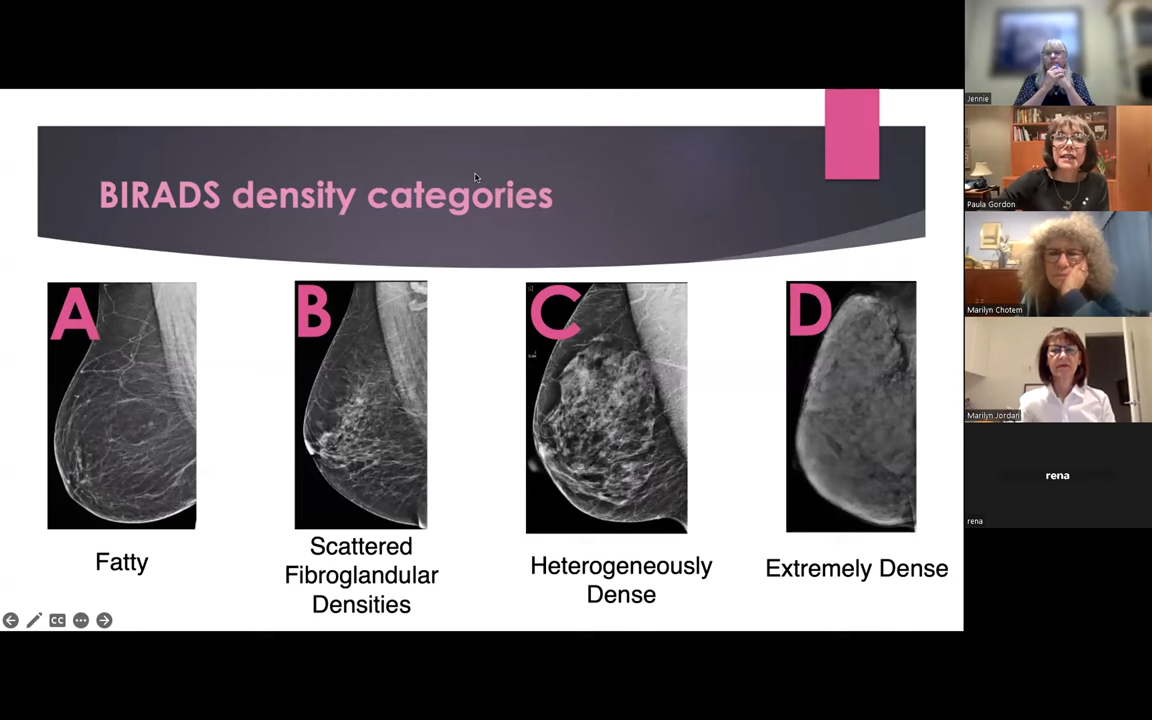 BIRADS density categories
A
B
C
D
Fatty
Scattered
Fibroglandular
Densities
Heterogeneously
Dense
Extremely Dense
CC
Jennie
Paula Gordon
Marilyn Chotem
Marilyn Jordan
rena
rena